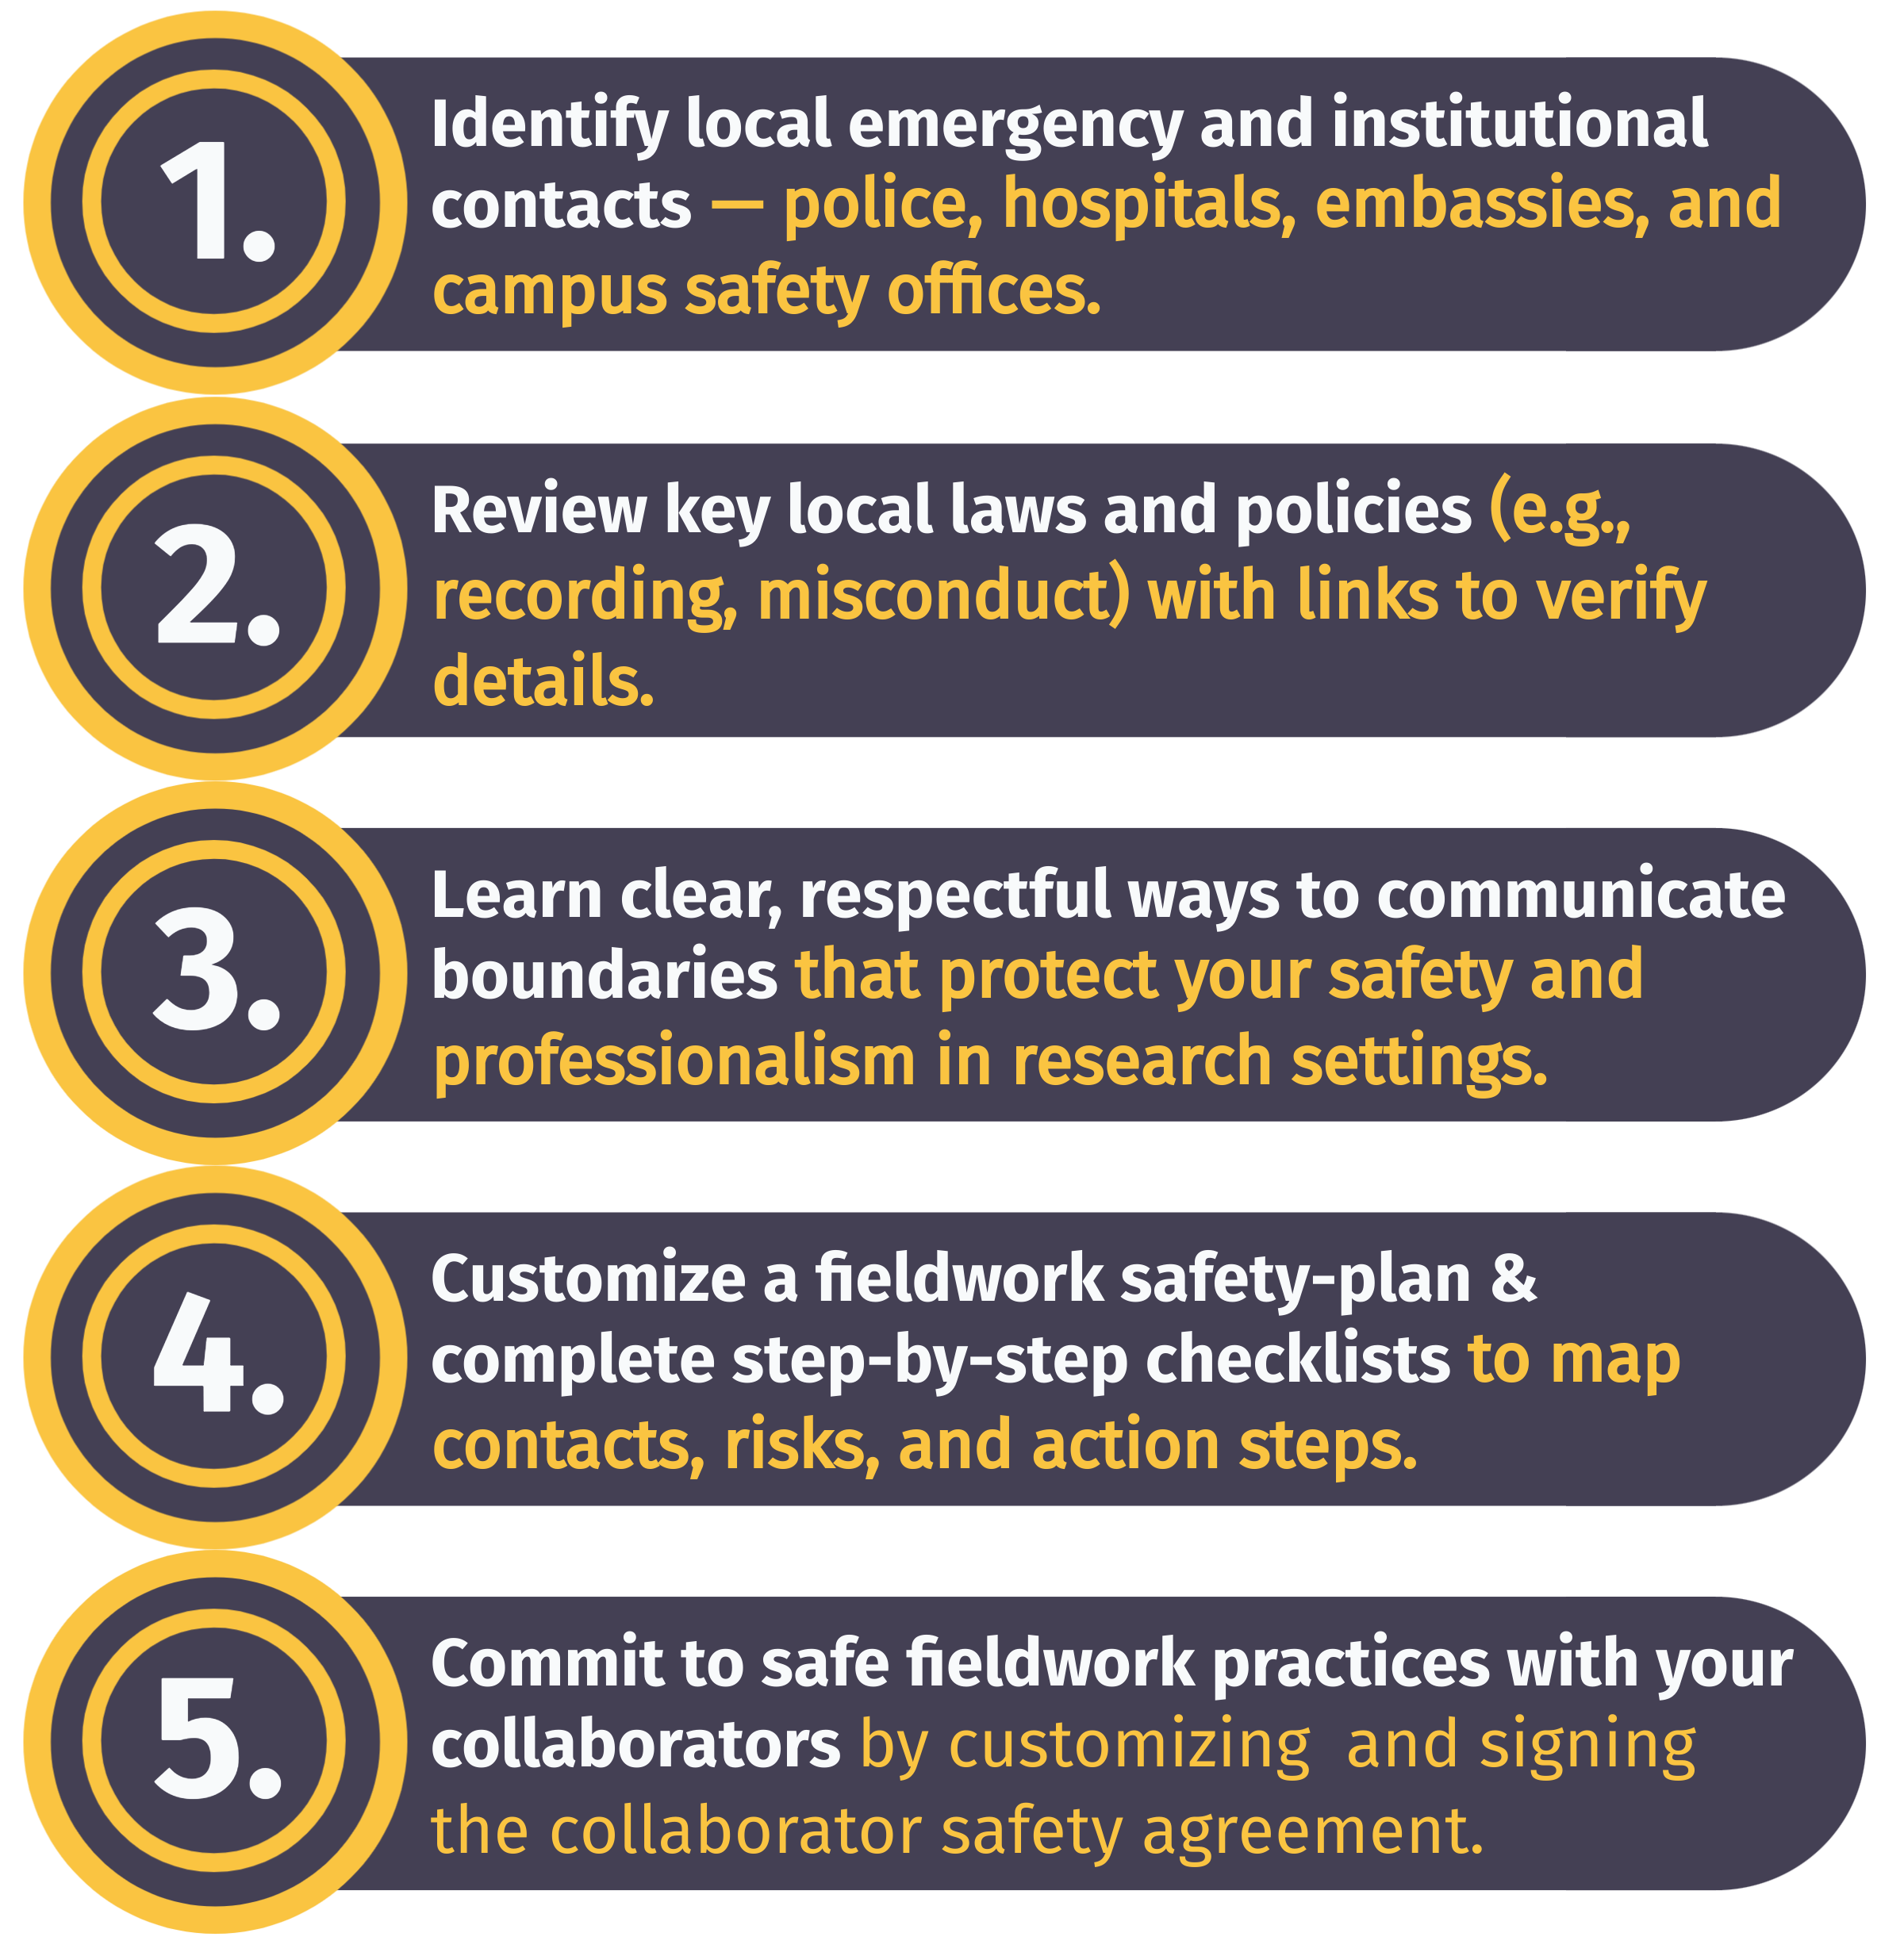 1.
Identify local emergency and institutional
contacts — police, hospitals, embassies, and
campus safety offices.
2.
Review key local laws and policies (e.g.,
recording, misconduct) with links to verify
details.
3.
Learn clear, respectful ways to communicate
boundaries that protect your safety and
professionalism in research settings.
4.
Customize a fieldwork safety-plan &
complete step-by-step checklists to map
contacts, risks, and action steps.
5.
Commit to safe fieldwork practices with your
collaborators by customizing and signing
the collaborator safety agreement.